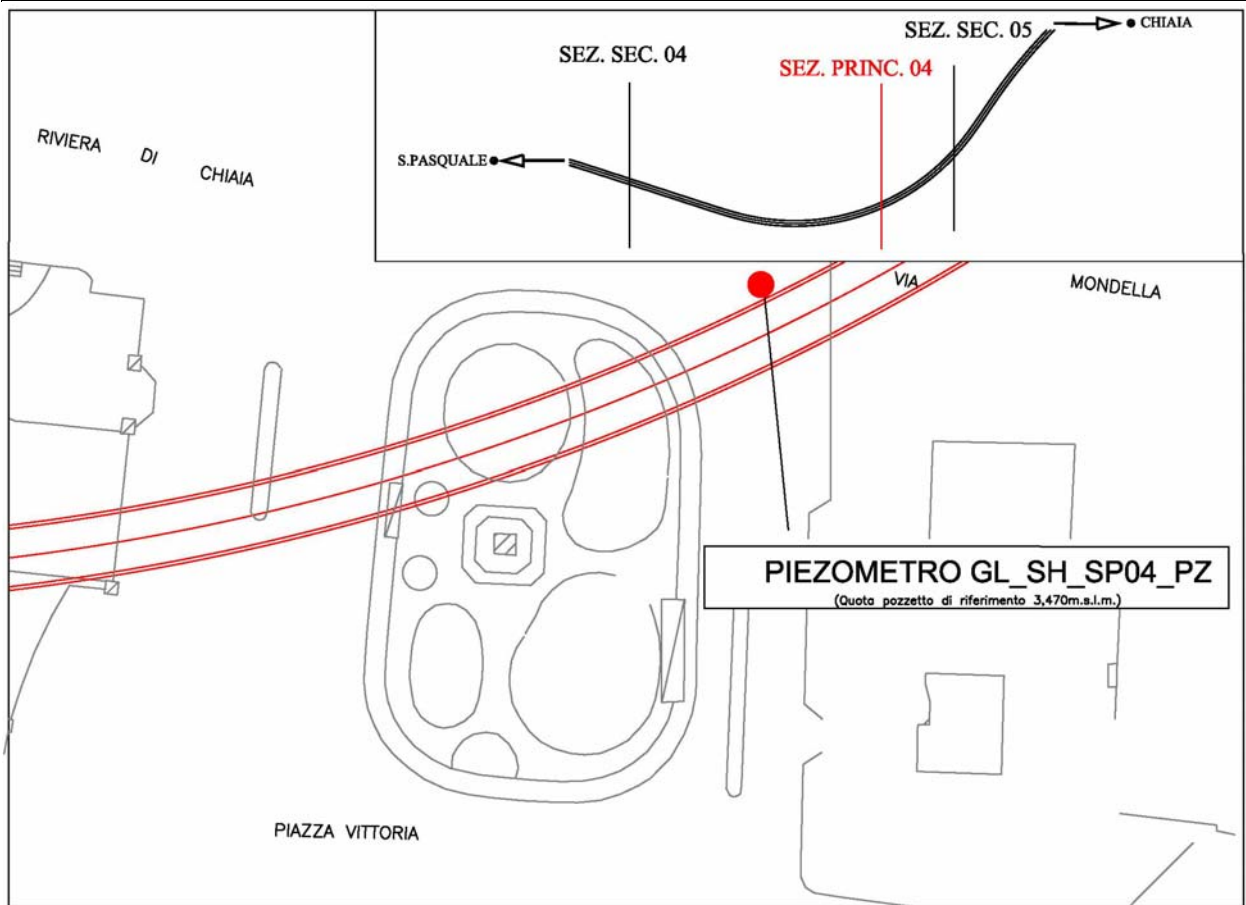 SEZ. SEC. 04
SEZ. PRINC. 04
SEZ. SEC. 05
CHIAIA
S.PASQUALE
RIVIERA DI CHIAIA
VIA MONDELLA
PIEZOMETRO GL_SH_SP04_PZ
(Quota pozzetto di riferimento 3,470m.s.l.m.)
PIAZZA VITTORIA